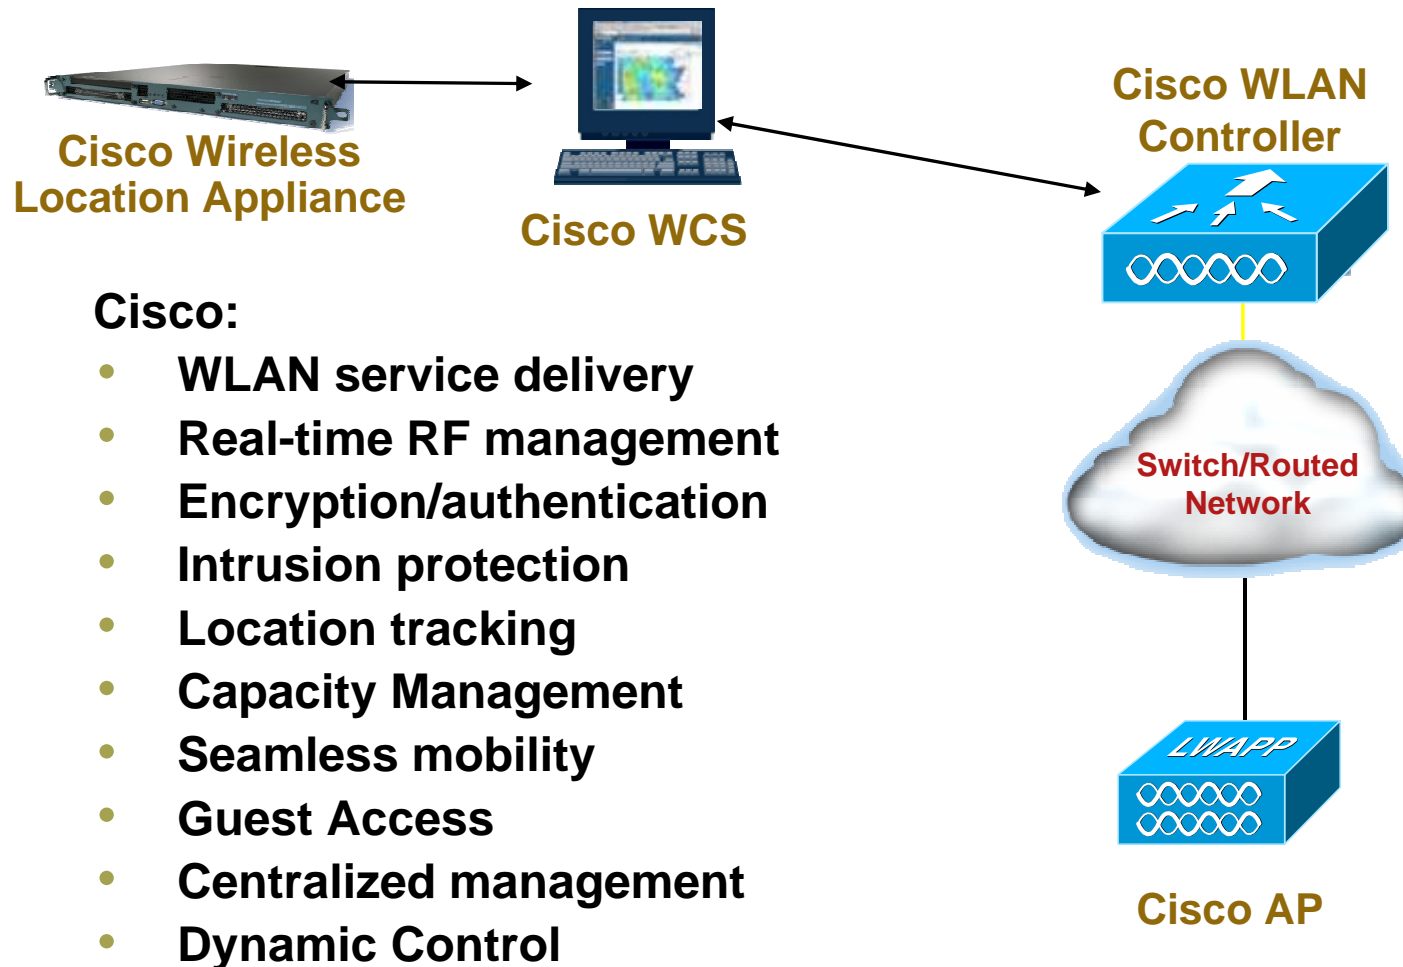 Cisco Wireless
Location Appliance
Cisco WCS
Cisco WLAN
Controller
Cisco:
• WLAN service delivery
• Real-time RF management
• Encryption/authentication
• Intrusion protection
• Location tracking
• Capacity Management
• Seamless mobility
• Guest Access
• Centralized management
• Dynamic Control
Switch/Routed
Network
LWAPP
Cisco AP